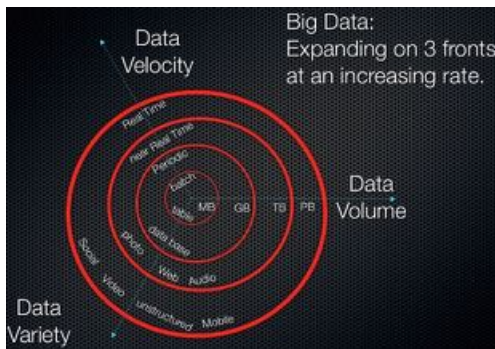 Big Data:
Expanding on 3 fronts
at an increasing rate.
Data
Velocity
Real Time
near Real Time
Periodic
batch
table
MB
GB
TB
PB
Data
Volume
data base
photo
Web
Audio
Social
Video
unstructured
Mobile
Data
Variety